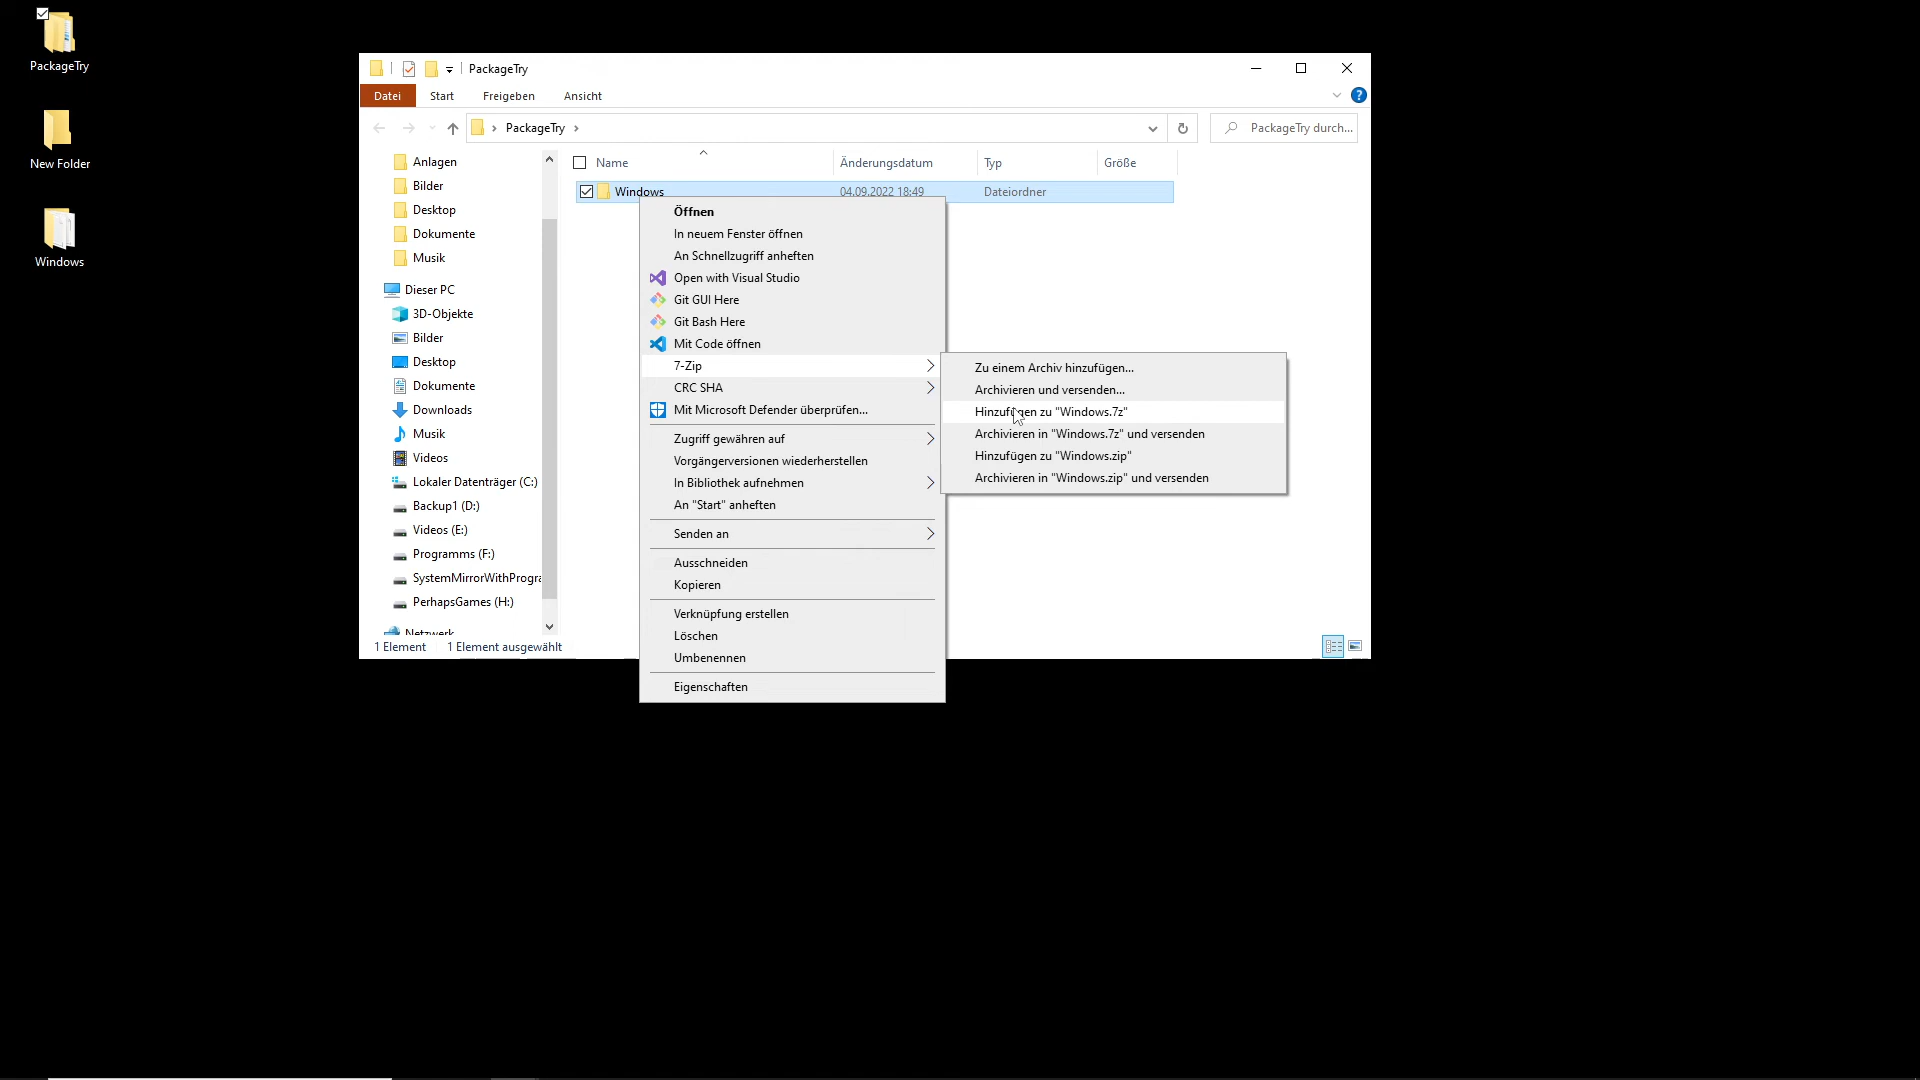 PackageTry
New Folder
Windows
PackageTry
Datei Start Freigeben Ansicht ?
PackageTry PackageTry durch...
Anlagen
Bilder
Desktop
Dokumente
Musik
Dieser PC
3D-Objekte
Bilder
Desktop
Dokumente
Downloads
Musik
Videos
Lokaler Datenträger (C:)
Backup1 (D:)
Videos (E:)
Programms (F:)
SystemMirrorWithProgra
PerhapsGames (H:)
Netzwerk
Name Änderungsdatum Typ Größe
Windows 04.09.2022 18:49 Dateiordner
Öffnen
In neuem Fenster öffnen
An Schnellzugriff anheften
Open with Visual Studio
Git GUI Here
Git Bash Here
Mit Code öffnen
7-Zip
CRC SHA
Mit Microsoft Defender überprüfen...
Zugriff gewähren auf
Vorgängerversionen wiederherstellen
In Bibliothek aufnehmen
An "Start" anheften
Senden an
Ausschneiden
Kopieren
Verknüpfung erstellen
Löschen
Umbenennen
Eigenschaften
Zu einem Archiv hinzufügen...
Archivieren und versenden...
Hinzufügen zu "Windows.7z"
Archivieren in "Windows.7z" und versenden
Hinzufügen zu "Windows.zip"
Archivieren in "Windows.zip" und versenden
1 Element 1 Element ausgewählt